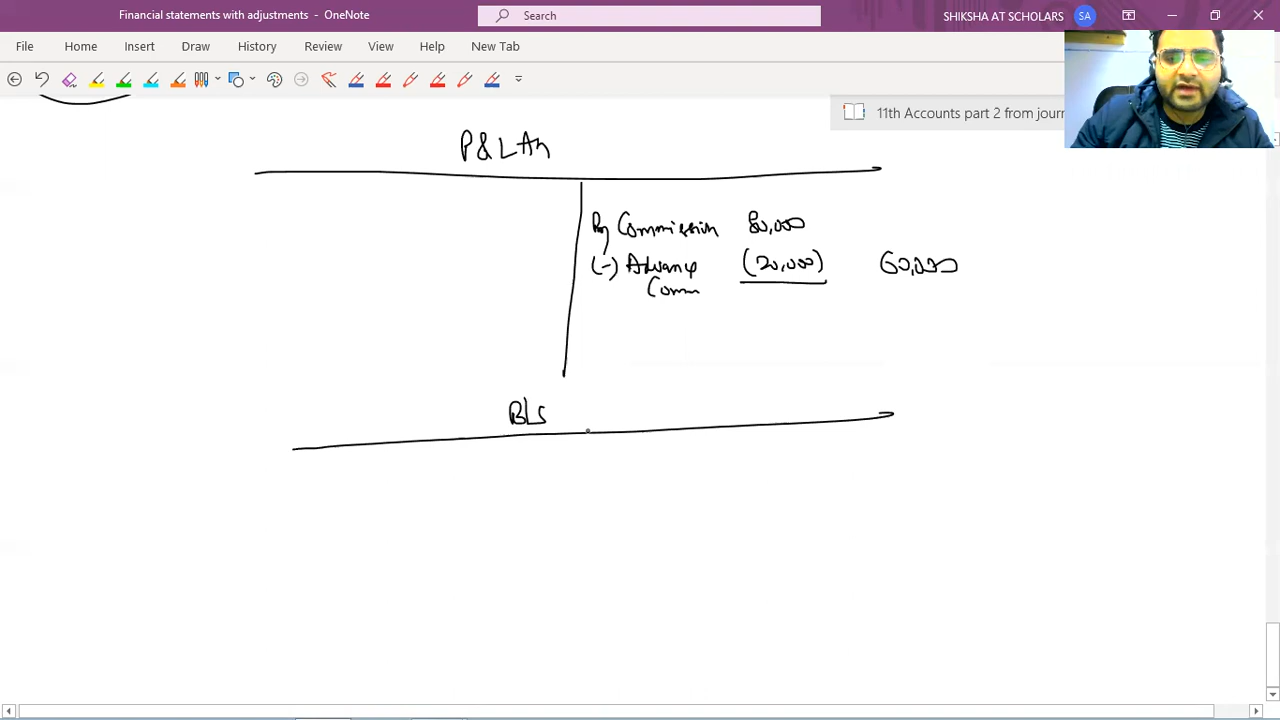 Financial statements with adjustments - OneNote
Search
SHIKSHA AT SCHOLARS
SA
File Home Insert Draw History Review View Help New Tab
11th Accounts part 2 from jour
P&L A/c
By Commission 80,000
(-) Advance (20,000) 60,000
Comm
B/S